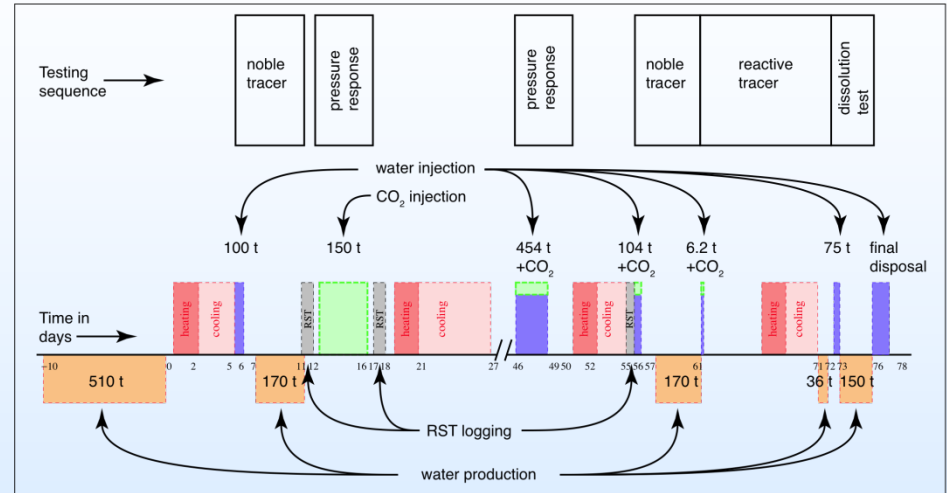 Testing
sequence
noble
tracer
pressure
response
pressure
response
noble
tracer
reactive
tracer
dissolution
test
water injection
CO₂ injection
100 t
150 t
454 t
+CO₂
104 t
+CO₂
6.2 t
+CO₂
75 t
final
disposal
Time in
days
heating
cooling
RST
RST
heating
cooling
heating
cooling
RST
heating
cooling
−10 0 2 5 6 7 11 12 16 17 18 21 27 46 49 50 52 55 56 57 61 71 72 73 76 78
510 t
170 t
170 t
36 t
150 t
RST logging
water production